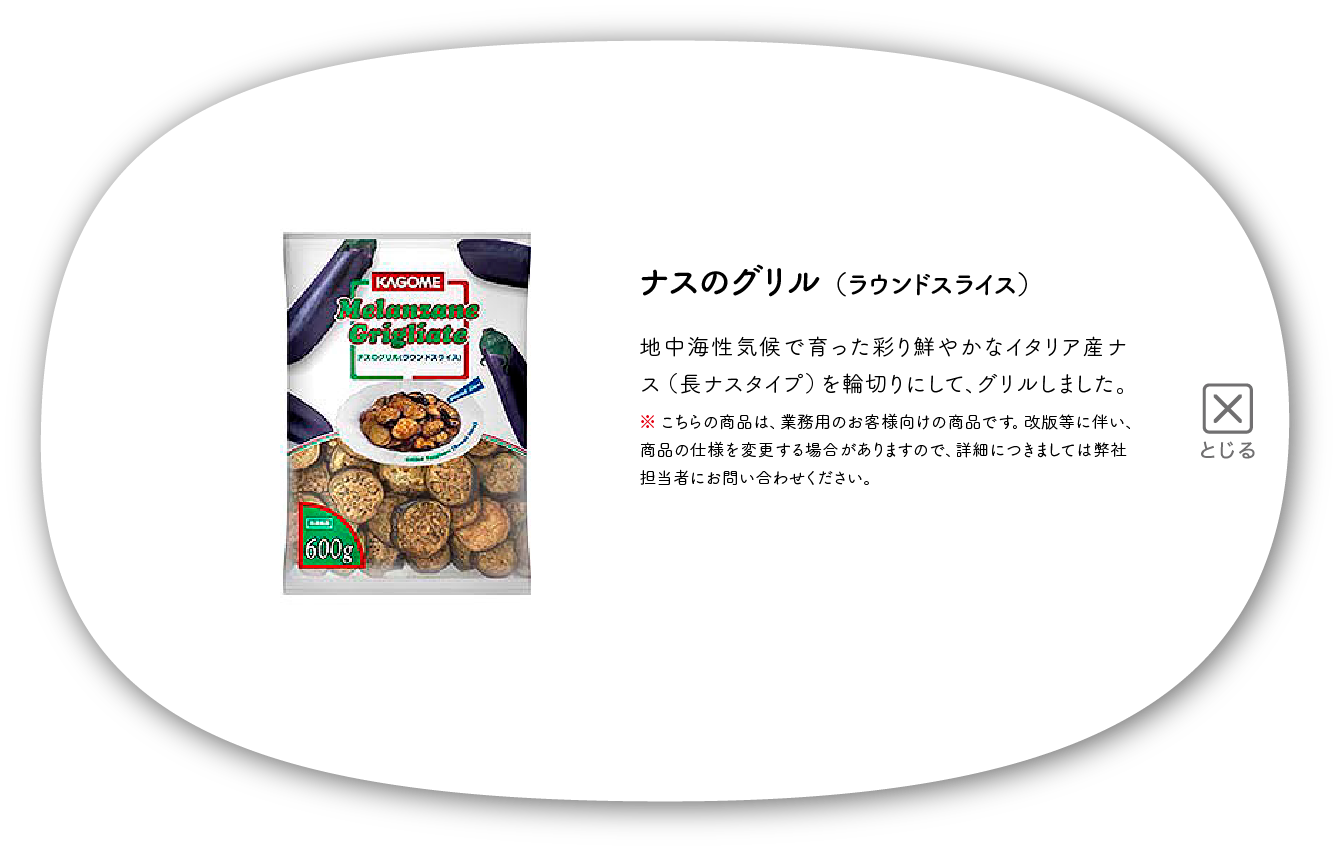 KAGOME
Melanzane
Grigliate
ナスのグリル(ラウンドスライス)
600g
ナスのグリル（ラウンドスライス）
地中海性気候で育った彩り鮮やかなイタリア産ナ
ス（長ナスタイプ）を輪切りにして、グリルしました。
※ こちらの商品は、業務用のお客様向けの商品です。改版等に伴い、
商品の仕様を変更する場合がありますので、詳細につきましては弊社
担当者にお問い合わせください。
とじる